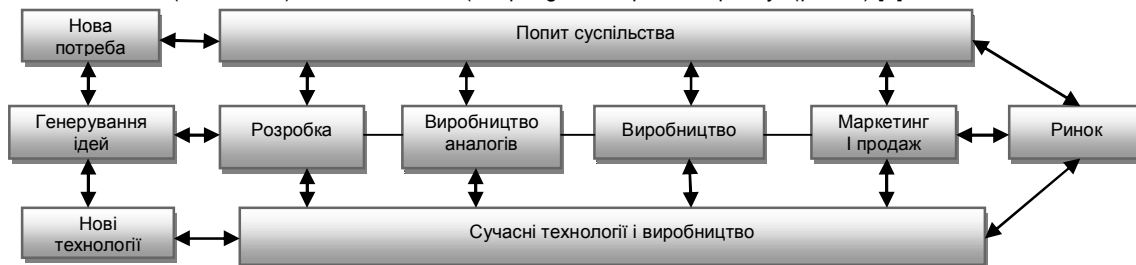 Нова
потреба
Попит суспільства
Генерування
ідей
Розробка
Виробництво
аналогів
Виробництво
Маркетинг
І продаж
Ринок
Нові
технології
Сучасні технології і виробництво